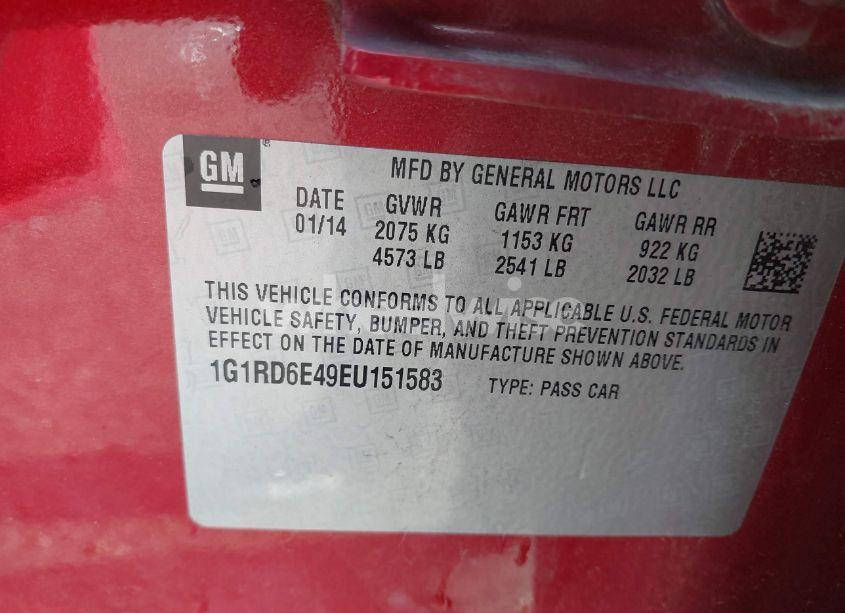 GM
MFD BY GENERAL MOTORS LLC
DATE GVWR GAWR FRT GAWR RR
01/14 2075 KG 1153 KG 922 KG
4573 LB 2541 LB 2032 LB
THIS VEHICLE CONFORMS TO ALL APPLICABLE U.S. FEDERAL MOTOR
VEHICLE SAFETY, BUMPER, AND THEFT PREVENTION STANDARDS IN
EFFECT ON THE DATE OF MANUFACTURE SHOWN ABOVE.
1G1RD6E49EU151583 TYPE: PASS CAR